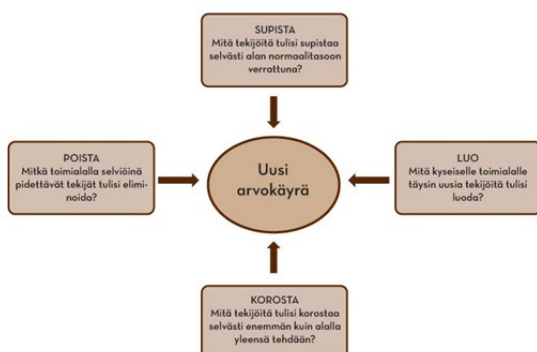 SUPISTA
Mitä tekijöitä tulisi supistaa
selvästi alan normaalitasoon
verrattuna?
POISTA
Mitkä toimialalla selviöinä
pidettävät tekijät tulisi elimi-
noida?
Uusi
arvokäyrä
LUO
Mitä kyseiselle toimialalle
täysin uusia tekijöitä tulisi
luoda?
KOROSTA
Mitä tekijöitä tulisi korostaa
selvästi enemmän kuin alalla
yleensä tehdään?